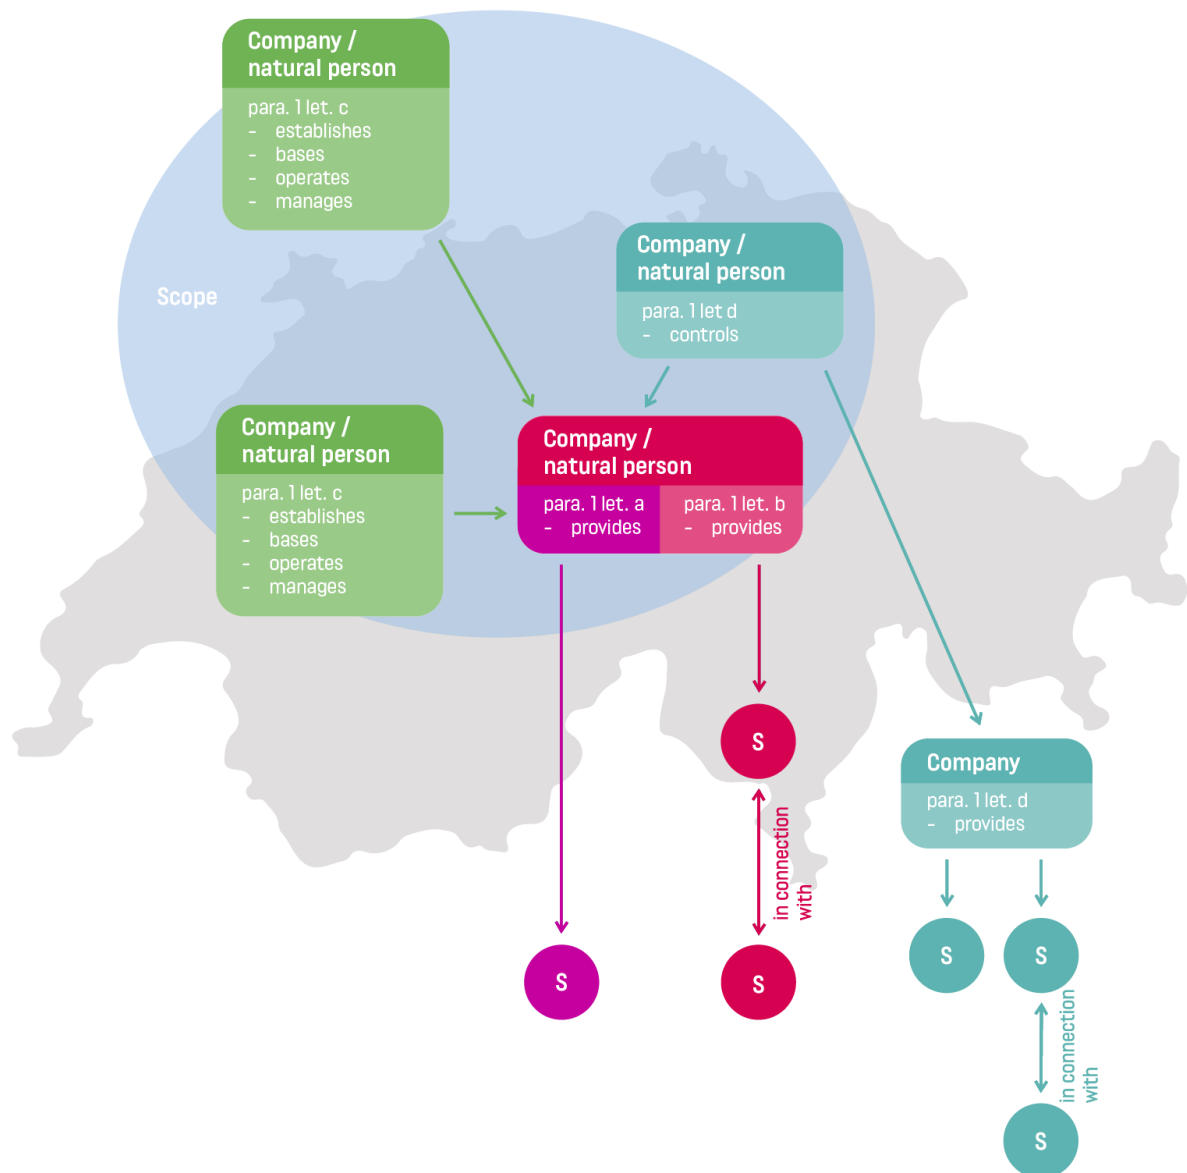 Company /
natural person
para. 1 let. c
- establishes
- bases
- operates
- manages
Scope
Company /
natural person
para. 1 let d
- controls
Company /
natural person
para. 1 let. c
- establishes
- bases
- operates
- manages
Company /
natural person
para. 1 let. a
- provides
para. 1 let. b
- provides
S
in connection
with
S
S
Company
para. 1 let. d
- provides
S
S
in connection
with
S